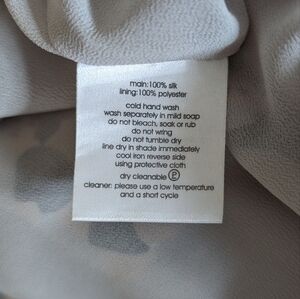 main:100% silk
lining:100% polyester
cold hand wash
wash separately in mild soap
do not bleach, soak or rub
do not wring
do not tumble dry
line dry in shade immediately
cool iron reverse side
using protective cloth
dry cleanable Ⓟ
cleaner: please use a low temperature
and a short cycle